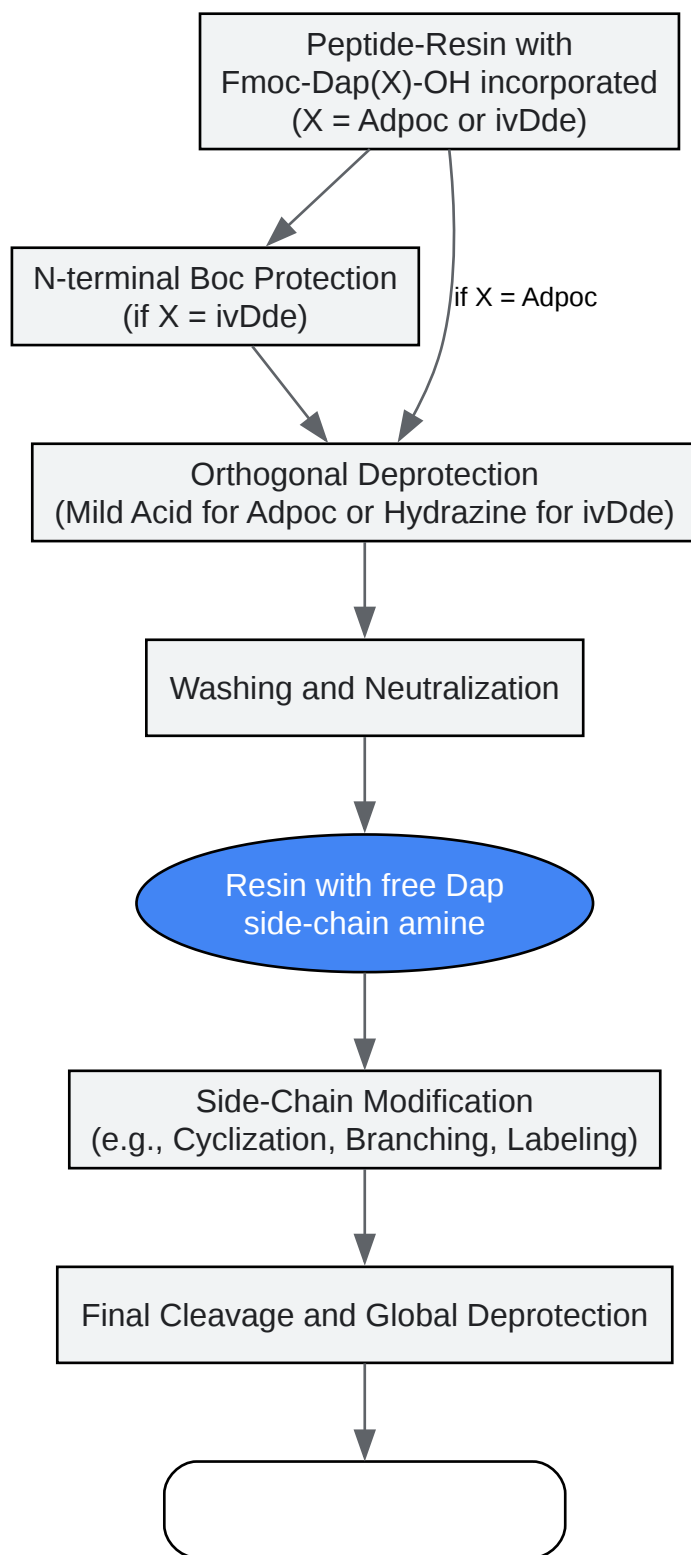 Peptide-Resin with
Fmoc-Dap(X)-OH incorporated
(X = Adpoc or ivDde)
N-terminal Boc Protection
(if X = ivDde)
if X = Adpoc
Orthogonal Deprotection
(Mild Acid for Adpoc or Hydrazine for ivDde)
Washing and Neutralization
Resin with free Dap
side-chain amine
Side-Chain Modification
(e.g., Cyclization, Branching, Labeling)
Final Cleavage and Global Deprotection